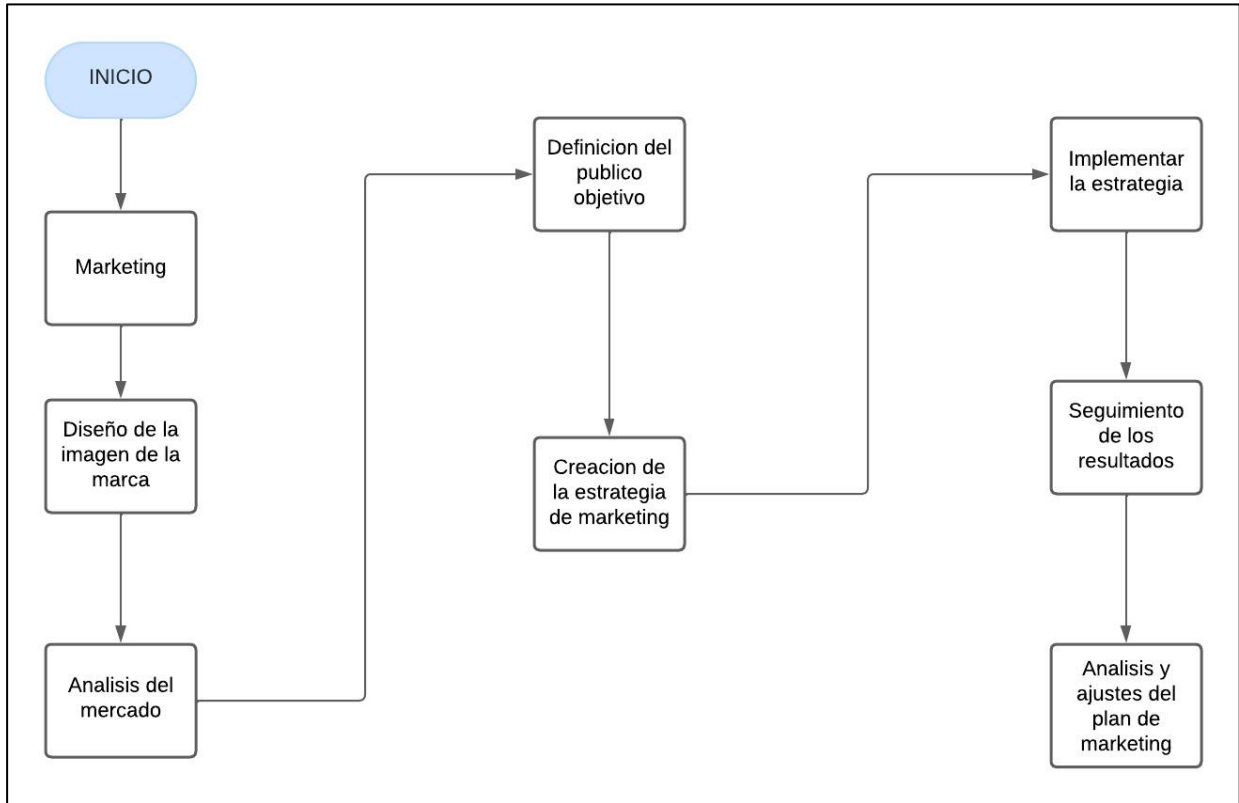 INICIO
Marketing
Diseño de la
imagen de la
marca
Analisis del
mercado
Definicion del
publico
objetivo
Creacion de
la estrategia
de marketing
Implementar
la estrategia
Seguimiento
de los
resultados
Analisis y
ajustes del
plan de
marketing